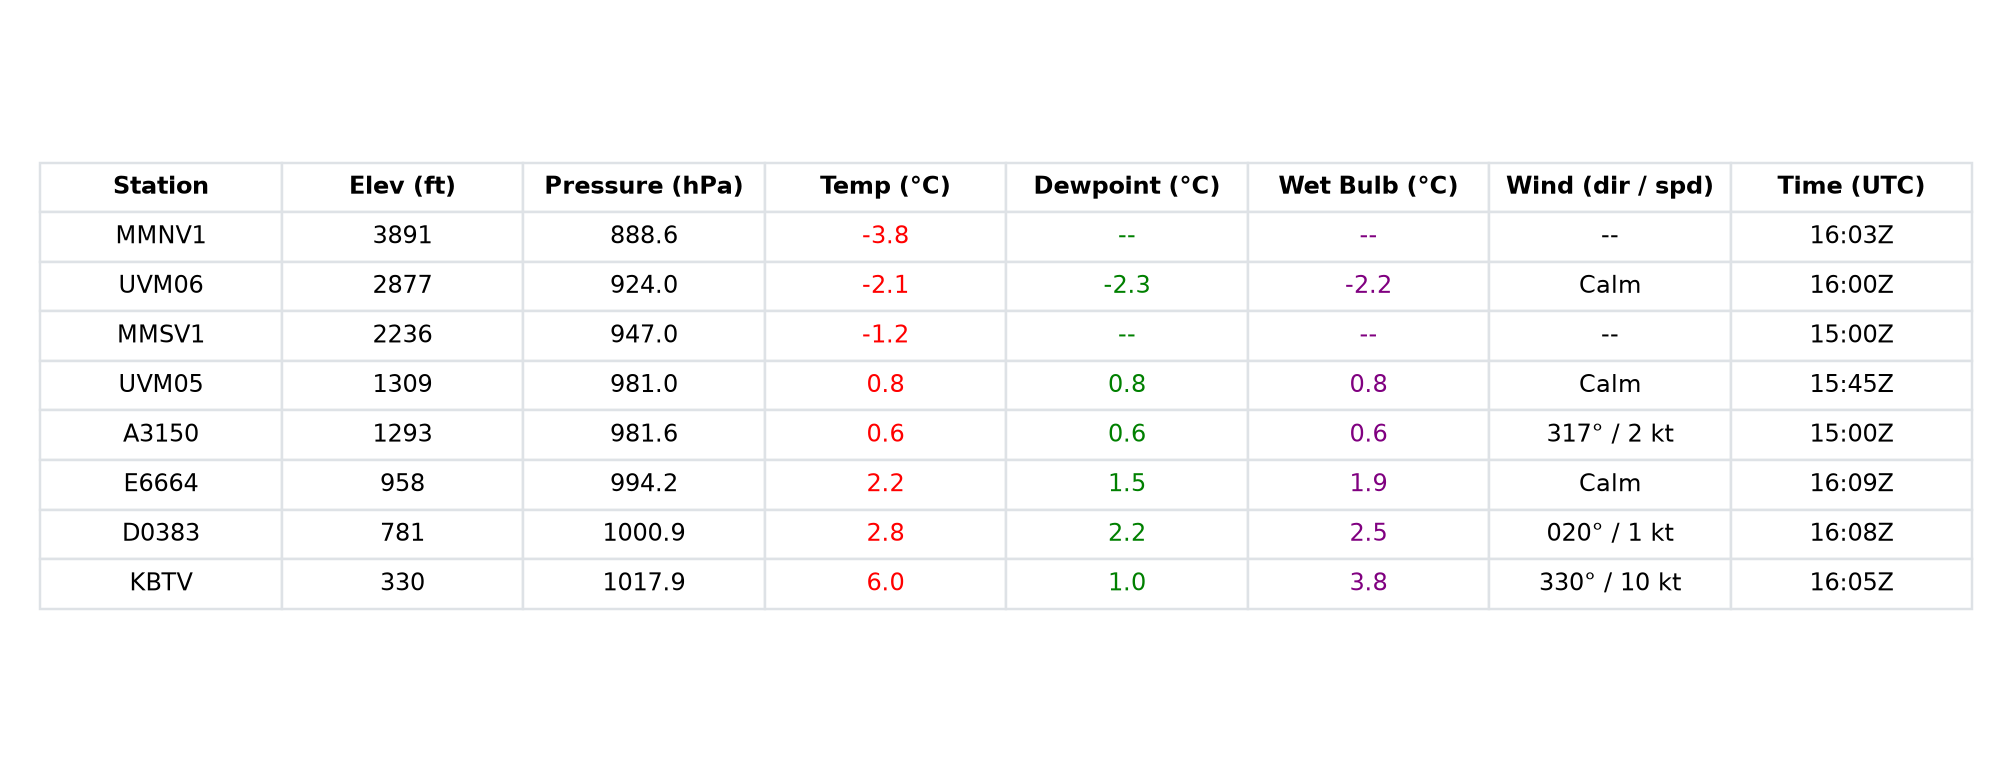 Station Elev (ft) Pressure (hPa) Temp (°C) Dewpoint (°C) Wet Bulb (°C) Wind (dir / spd) Time (UTC)
MMNV1 3891 888.6 -3.8 -- -- -- 16:03Z
UVM06 2877 924.0 -2.1 -2.3 -2.2 Calm 16:00Z
MMSV1 2236 947.0 -1.2 -- -- -- 15:00Z
UVM05 1309 981.0 0.8 0.8 0.8 Calm 15:45Z
A3150 1293 981.6 0.6 0.6 0.6 317° / 2 kt 15:00Z
E6664 958 994.2 2.2 1.5 1.9 Calm 16:09Z
D0383 781 1000.9 2.8 2.2 2.5 020° / 1 kt 16:08Z
KBTV 330 1017.9 6.0 1.0 3.8 330° / 10 kt 16:05Z